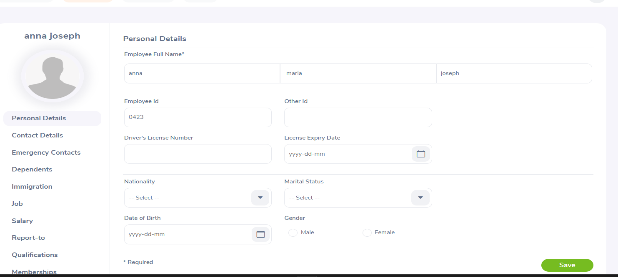 anna joseph
Personal Details
Contact Details
Emergency Contacts
Dependents
Immigration
Job
Salary
Report-to
Qualifications
Memberships
Personal Details
Employee Full Name*
anna maria joseph
Employee Id Other Id
0423
Driver's License Number License Expiry Date
yyyy-dd-mm
Nationality Marital Status
-- Select -- -- Select --
Date of Birth Gender
yyyy-dd-mm Male Female
* Required Save